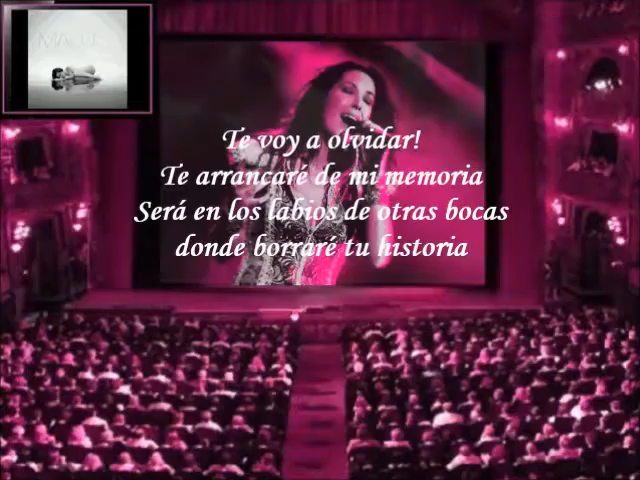 Te voy a olvidar!
Te arrancaré de mi memoria
Será en los labios de otras bocas
donde borraré tu historia